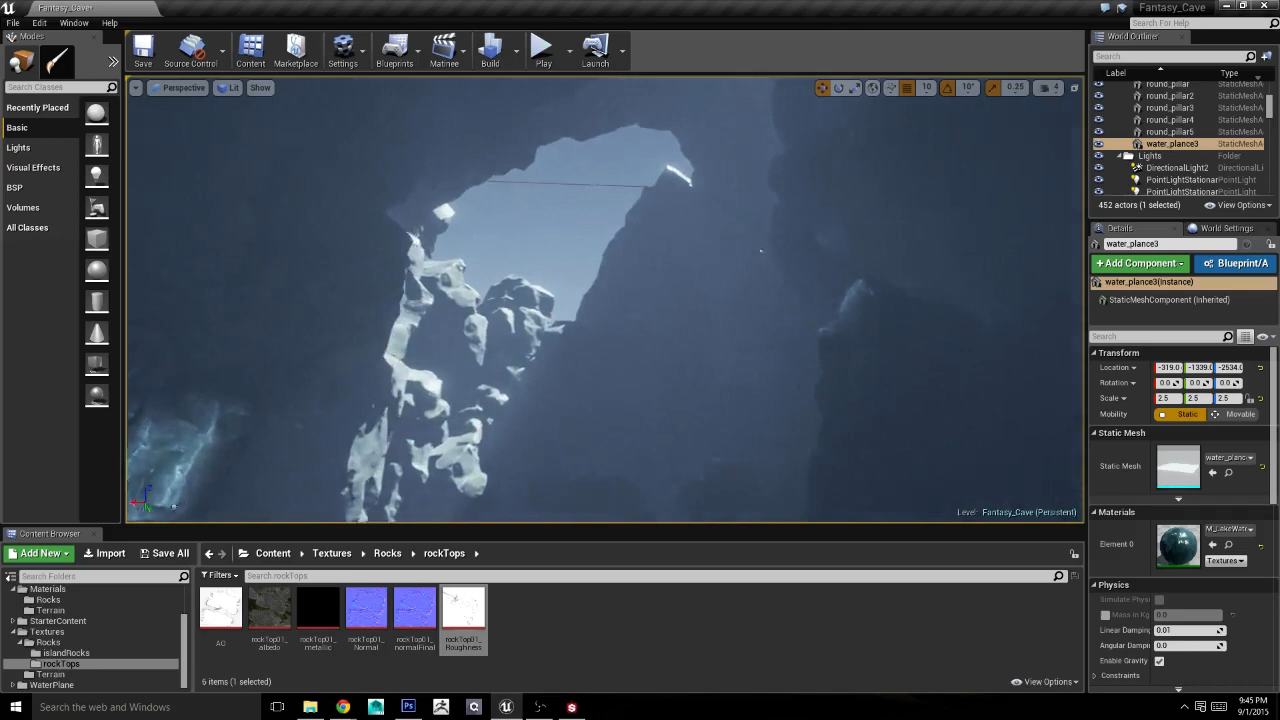 Fantasy_Cave*
Fantasy_Cave
File Edit Window Help
Search For Help
Modes
Save
Source Control
Content
Marketplace
Settings
Blueprints
Matinee
Build
Play
Launch
Search Classes
Recently Placed
Basic
Lights
Visual Effects
BSP
Volumes
All Classes
Perspective
Lit
Show
10
10°
0.25
4
Level: Fantasy_Cave (Persistent)
World Outliner
Search
Label
Type
round_pillar StaticMeshA
round_pillar2 StaticMeshA
round_pillar3 StaticMeshA
round_pillar4 StaticMeshA
round_pillar5 StaticMeshA
water_plance3 StaticMeshA
Lights Folder
DirectionalLight2 DirectionalLi
PointLightStationar PointLight
PointLightStationar PointLight
452 actors (1 selected)
View Options
Details
World Settings
water_plance3
+Add Component
Blueprint/A
water_plance3(Instance)
StaticMeshComponent (Inherited)
Search
Transform
Location -319.0 -1339.0 -2534.0
Rotation 0.0 0.0 0.0
Scale 2.5 2.5 2.5
Mobility Static Movable
Static Mesh
Static Mesh
water_planc
Materials
Element 0
M_LakeWat
Textures
Physics
Simulate Physi
Mass in Kg 0.0
Linear Damping 0.01
Angular Dampi 0.0
Enable Gravity
Constraints
Content Browser
Add New
Import
Save All
Content Textures Rocks rockTops
Search Folders
Filters
Search rockTops
Materials
Rocks
Terrain
StarterContent
Textures
Rocks
islandRocks
rockTops
Terrain
WaterPlane
AO
rockTop01_albedo
rockTop01_metallic
rockTop01_Normal
rockTop01_normalFinal
rockTop01_Roughness
6 items (1 selected)
View Options
Search the web and Windows
Ps
9:45 PM
9/1/2015